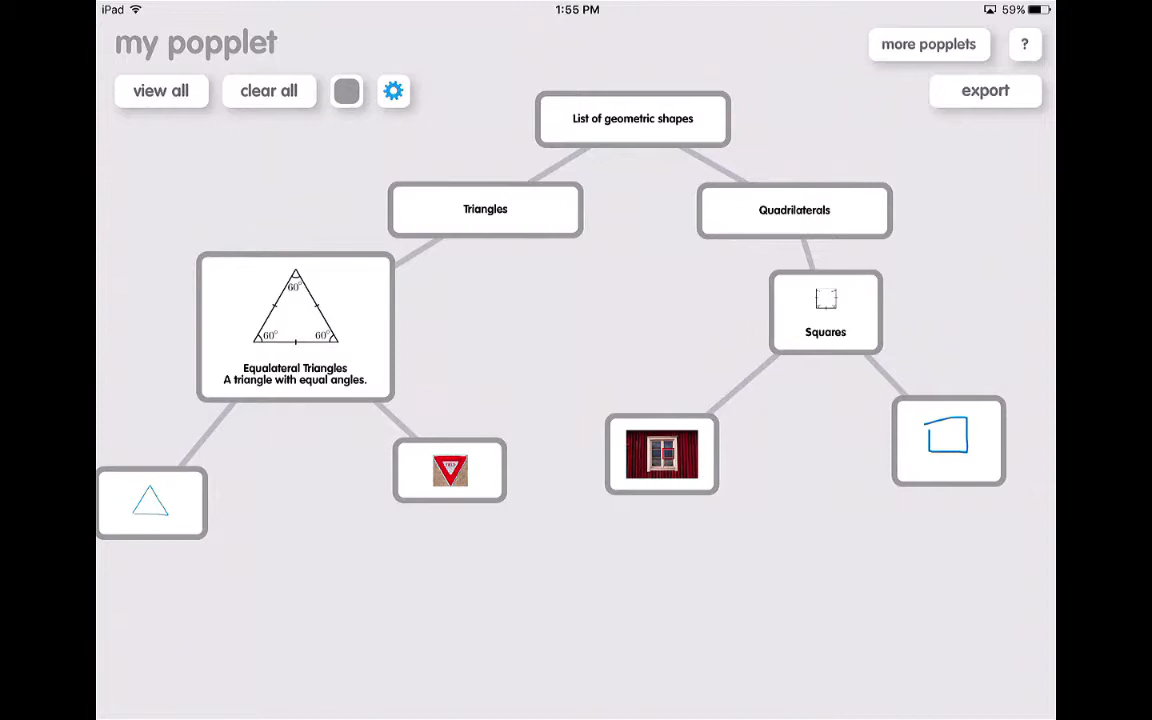 iPad
1:55 PM
59%
my popplet
more popplets
?
view all
clear all
export
List of geometric shapes
Triangles
Quadrilaterals
60°
60°
60°
Equalateral Triangles
A triangle with equal angles.
Squares